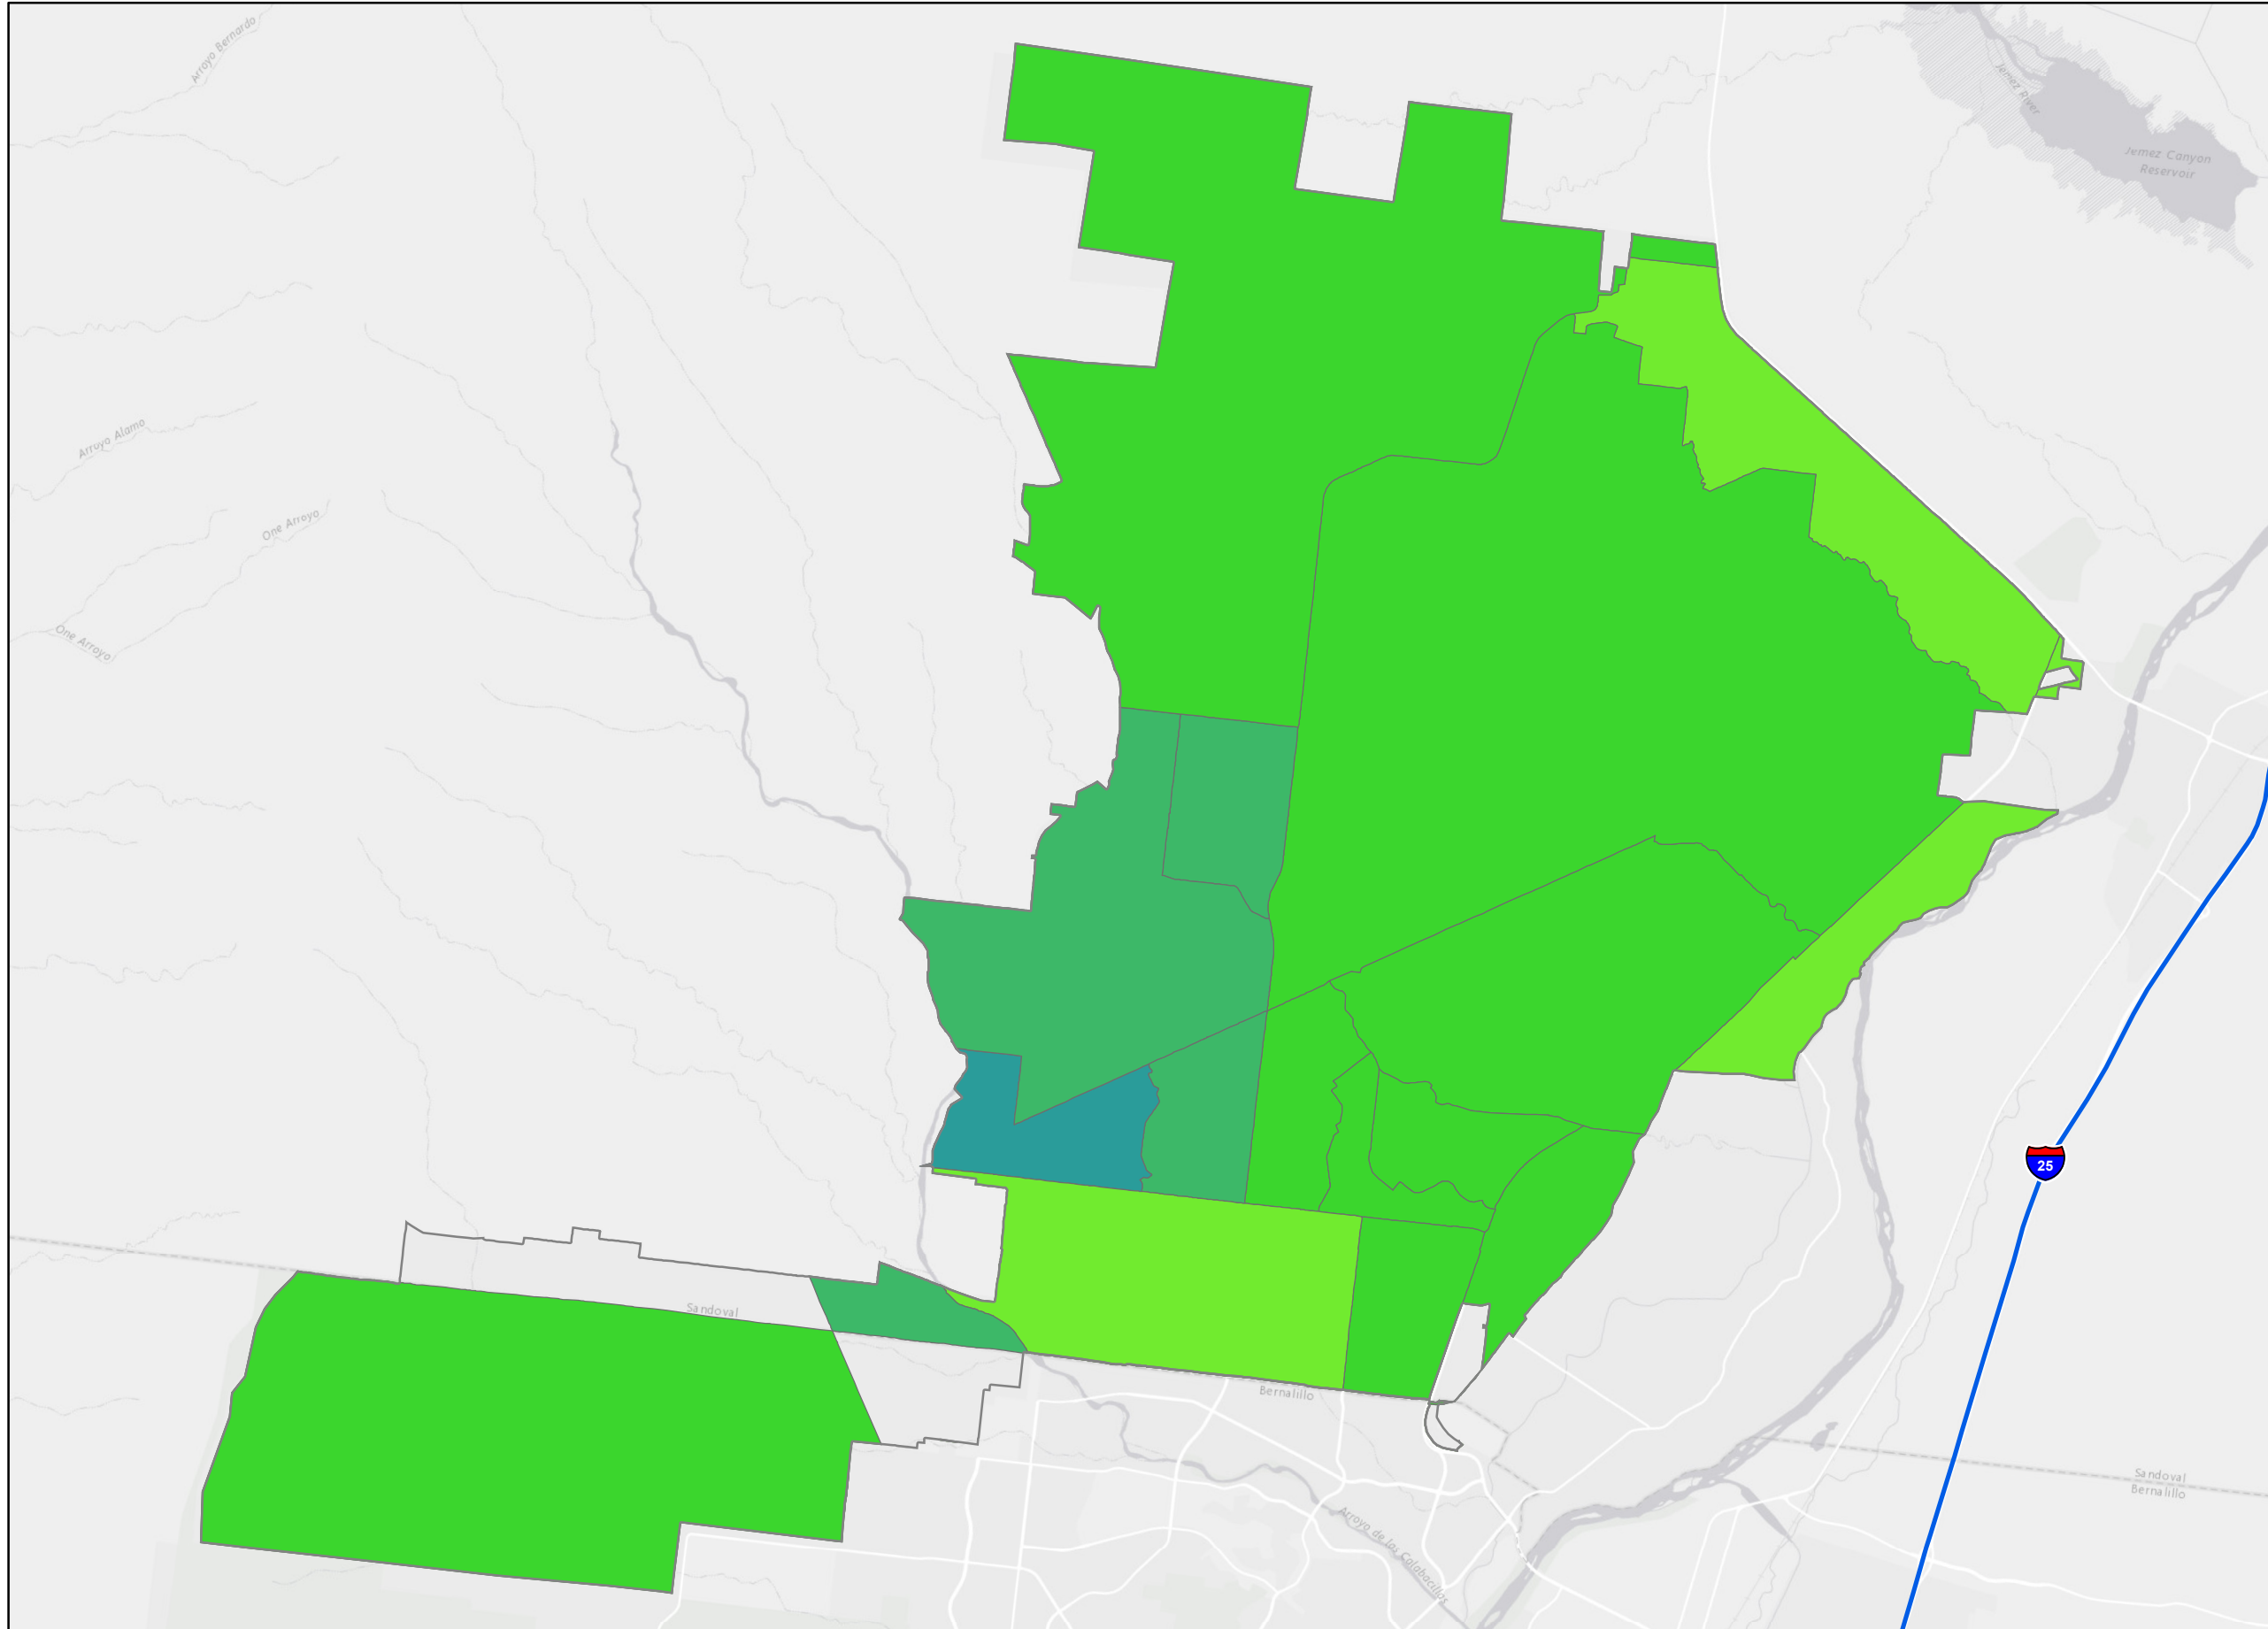 Arroyo Bernardo
Jemez River
Jemez Canyon
Reservoir
Arroyo Alamo
One Arroyo
One Arroyo
25
Sandoval
Bernalillo
Sandoval
Bernalillo
Arroyo de las Calabacillas